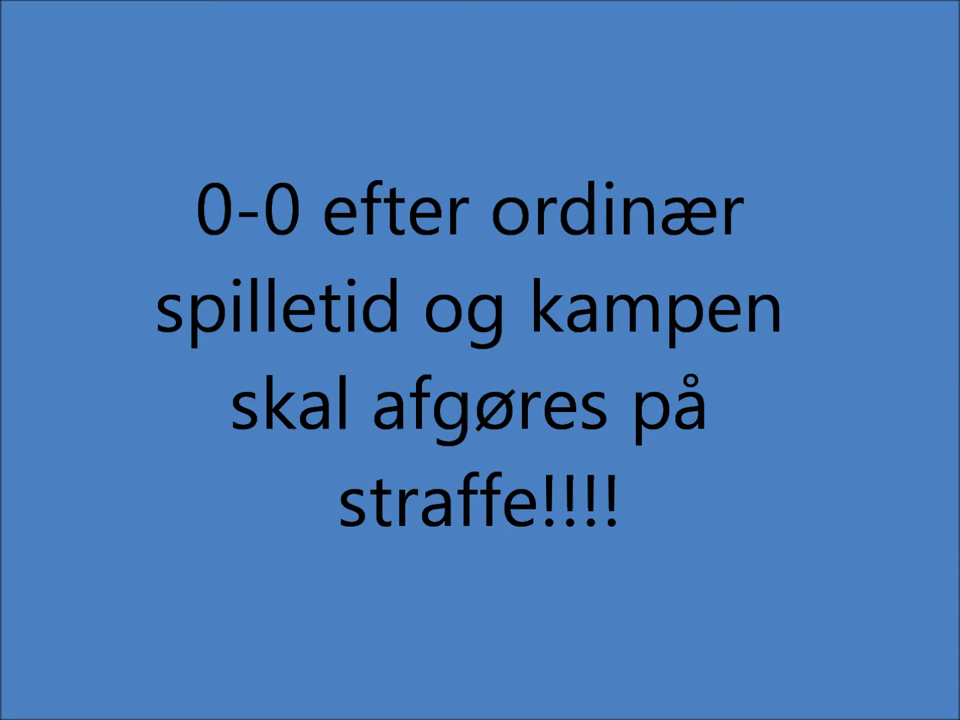 0-0 efter ordinær
spilletid og kampen
skal afgøres på
straffe!!!!